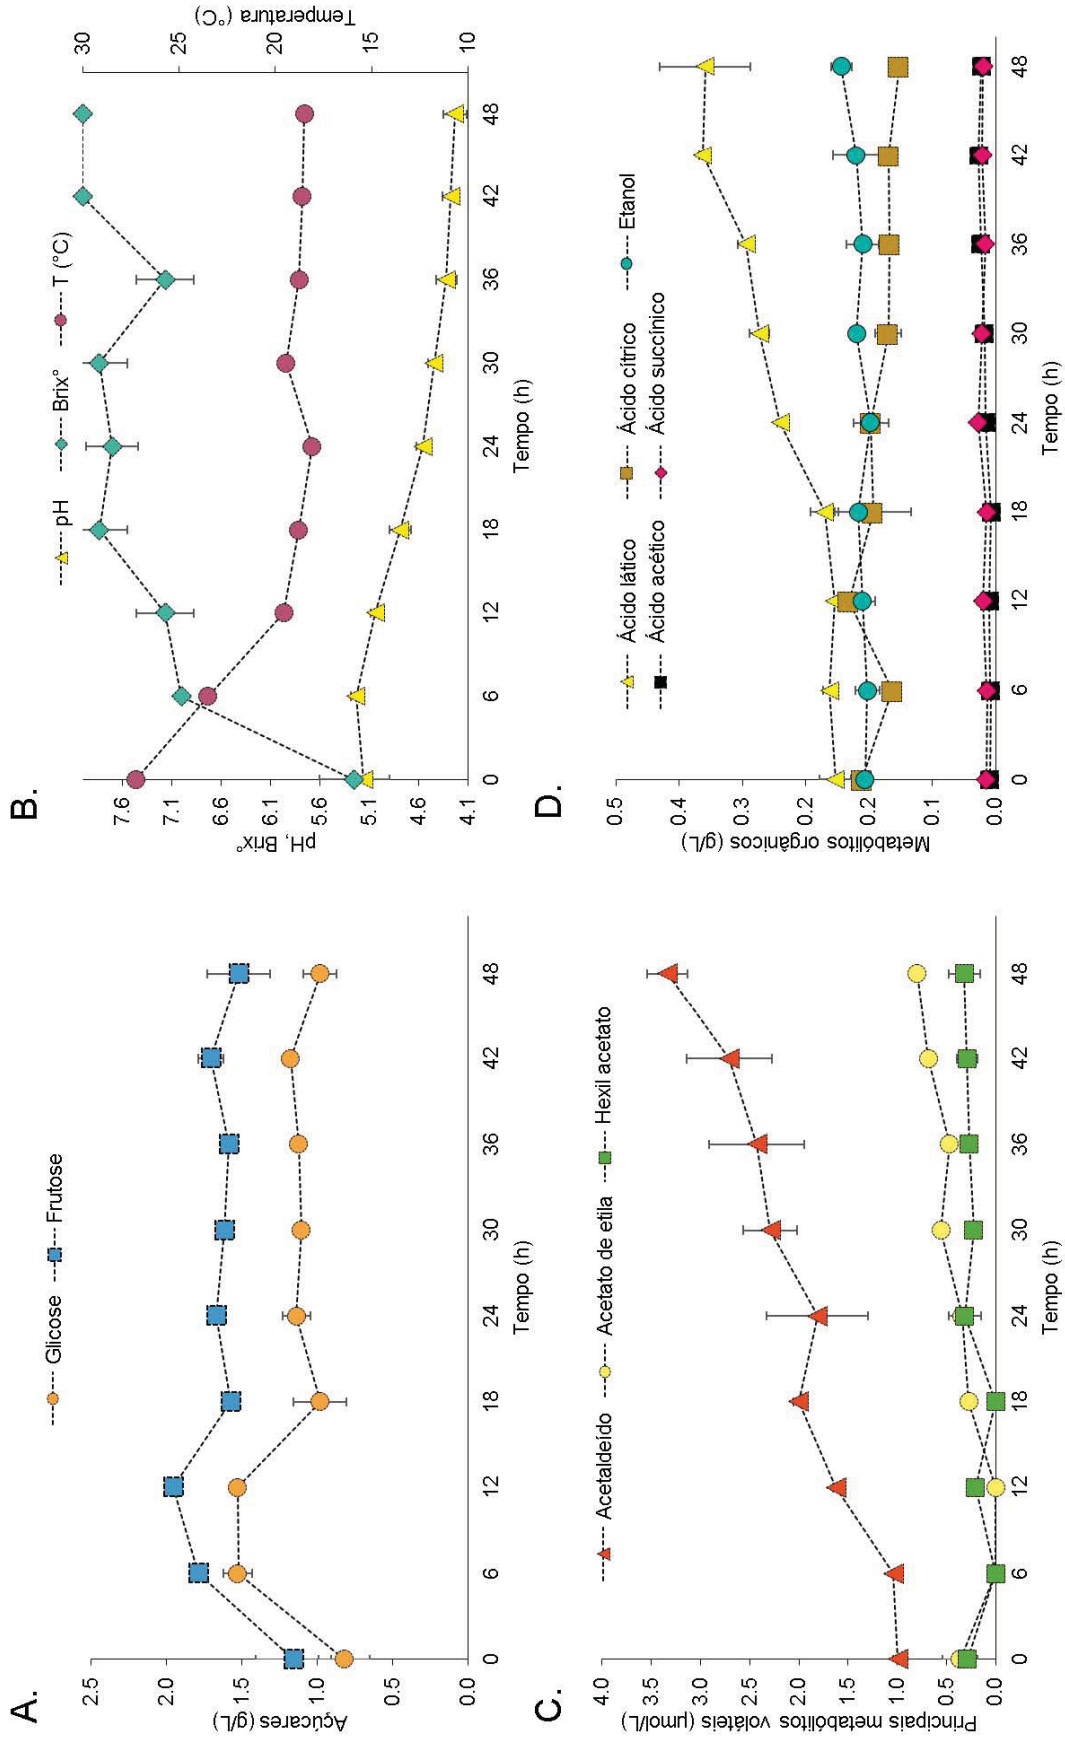 A.
Glicose Frutose
Açúcares (g/L)
2.5
2.0
1.5
1.0
0.5
0.0
0 6 12 18 24 30 36 42 48
Tempo (h)
B.
pH Brix° T (°C)
pH, Brix°
7.6
7.1
6.6
6.1
5.6
5.1
4.6
4.1
Temperatura (°C)
30
25
20
15
10
0 6 12 18 24 30 36 42 48
Tempo (h)
C.
Acetaldeído Acetato de etila Hexil acetato
Principais metabólitos voláteis (µmol/L)
4.0
3.5
3.0
2.5
2.0
1.5
1.0
0.5
0.0
0 6 12 18 24 30 36 42 48
Tempo (h)
D.
Ácido lático Ácido cítrico Etanol
Ácido acético Ácido succínico
Metabólitos orgânicos (g/L)
0.5
0.4
0.3
0.2
0.1
0.0
0 6 12 18 24 30 36 42 48
Tempo (h)